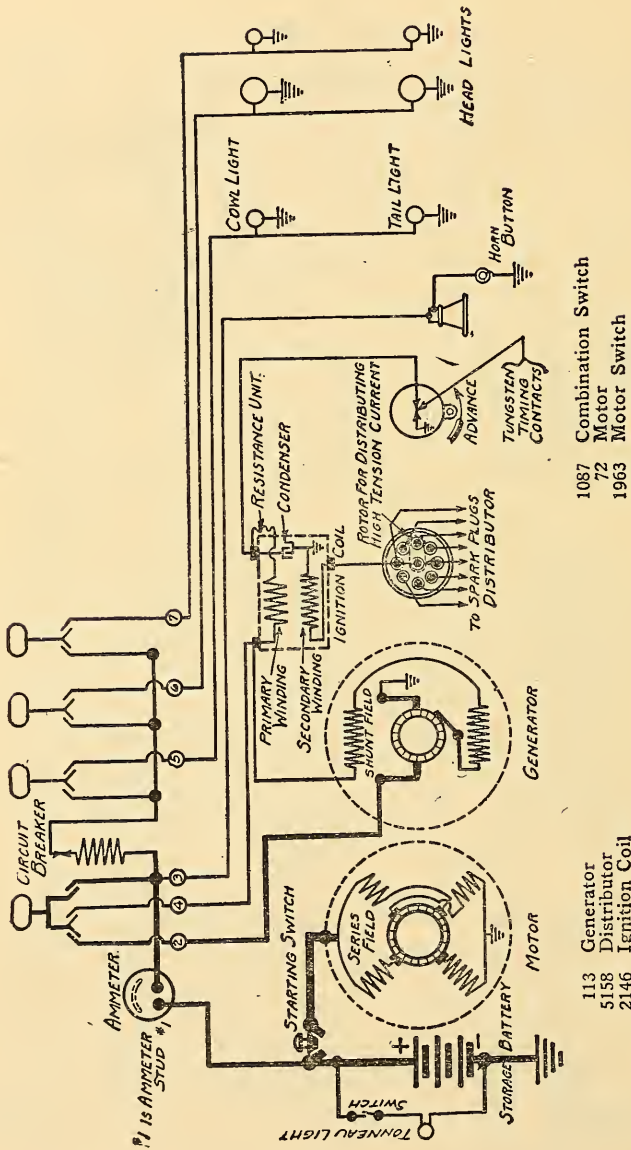 HEAD LIGHTS
COWL LIGHT
TAIL LIGHT
HORN
BUTTON
RESISTANCE UNIT.
CONDENSER
PRIMARY
WINDING
SECONDARY
WINDING
IGNITION COIL
ROTOR FOR DISTRIBUTING
HIGH TENSION CURRENT
ADVANCE
TUNGSTEN
TIMING
CONTACTS
TO SPARK PLUGS
DISTRIBUTOR
7
6
5
3
4
2
CIRCUIT
BREAKER
AMMETER.
#1 IS AMMETER
STUD #1
STARTING SWITCH
SERIES
FIELD
MOTOR
SHUNT FIELD
GENERATOR
+
-
STORAGE BATTERY
SWITCH
TONNEAU LIGHT
113 Generator
5158 Distributor
2146 Ignition Coil
1087 Combination Switch
72 Motor
1963 Motor Switch